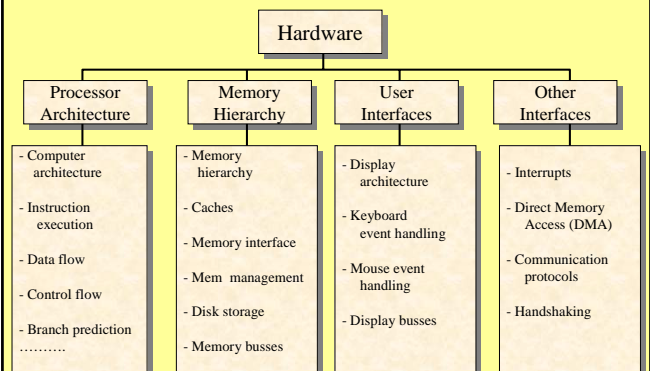 Hardware
Processor
Architecture
Memory
Hierarchy
User
Interfaces
Other
Interfaces
- Computer
architecture
- Instruction
execution
- Data flow
- Control flow
- Branch prediction
……….
- Memory
hierarchy
- Caches
- Memory interface
- Mem management
- Disk storage
- Memory busses
- Display
architecture
- Keyboard
event handling
- Mouse event
handling
- Display busses
- Interrupts
- Direct Memory
Access (DMA)
- Communication
protocols
- Handshaking